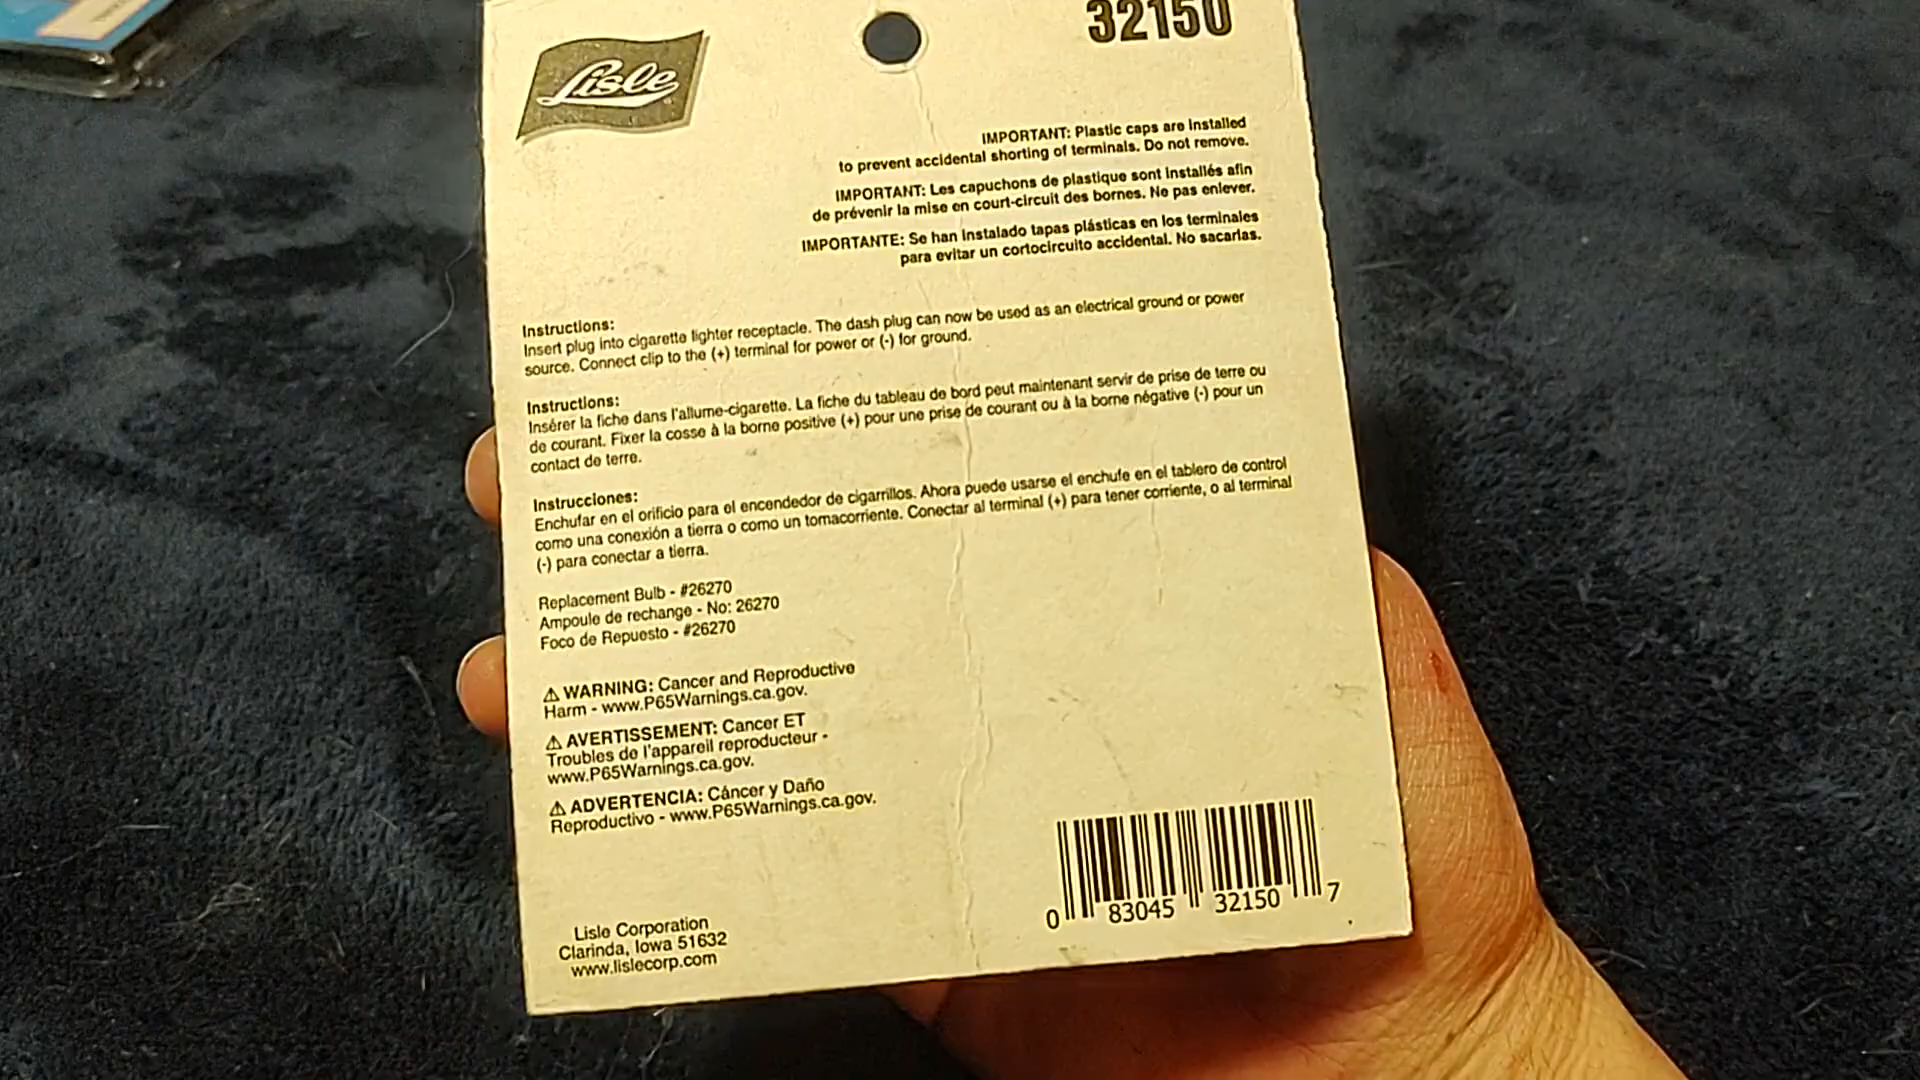 Lisle
32150
IMPORTANT: Plastic caps are installed
to prevent accidental shorting of terminals. Do not remove.
IMPORTANT: Les capuchons de plastique sont installés afin
de prévenir la mise en court-circuit des bornes. Ne pas enlever.
IMPORTANTE: Se han instalado tapas plásticas en los terminales
para evitar un cortocircuito accidental. No sacarlas.
Instructions:
Insert plug into cigarette lighter receptacle. The dash plug can now be used as an electrical ground or power
source. Connect clip to the (+) terminal for power or (-) for ground.
Instructions:
Insérer la fiche dans l'allume-cigarette. La fiche du tableau de bord peut maintenant servir de prise de terre ou
de courant. Fixer la cosse à la borne positive (+) pour une prise de courant ou à la borne négative (-) pour un
contact de terre.
Instrucciones:
Enchufar en el orificio para el encendedor de cigarrillos. Ahora puede usarse el enchufe en el tablero de control
como una conexión a tierra o como un tomacorriente. Conectar al terminal (+) para tener corriente, o al terminal
(-) para conectar a tierra.
Replacement Bulb - #26270
Ampoule de rechange - No: 26270
Foco de Repuesto - #26270
⚠ WARNING: Cancer and Reproductive
Harm - www.P65Warnings.ca.gov.
⚠ AVERTISSEMENT: Cancer ET
Troubles de l'appareil reproducteur -
www.P65Warnings.ca.gov.
⚠ ADVERTENCIA: Cáncer y Daño
Reproductivo - www.P65Warnings.ca.gov.
Lisle Corporation
Clarinda, Iowa 51632
www.lislecorp.com
0 83045 32150 7